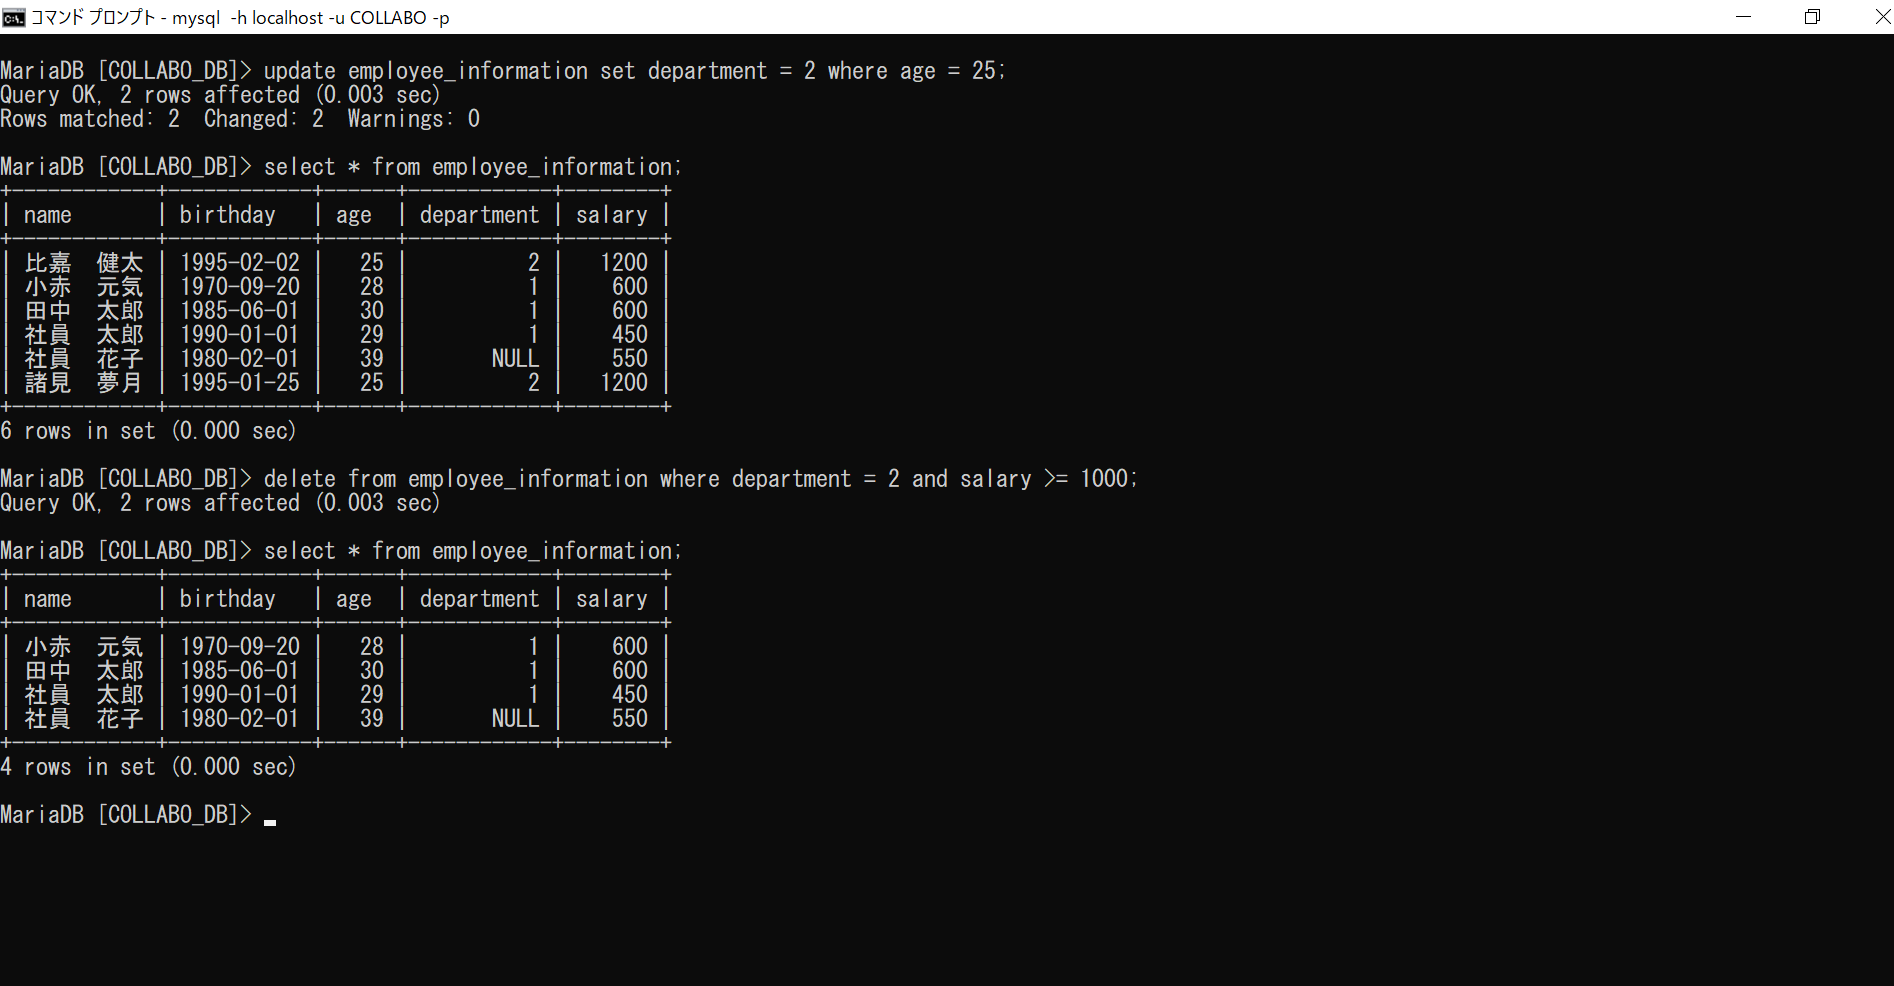 コマンド プロンプト - mysql  -h localhost -u COLLABO -p
MariaDB [COLLABO_DB]> update employee_information set department = 2 where age = 25;
Query OK, 2 rows affected (0.003 sec)
Rows matched: 2  Changed: 2  Warnings: 0
MariaDB [COLLABO_DB]> select * from employee_information;
+------------+------------+------+------------+--------+
| name       | birthday   | age  | department | salary |
+------------+------------+------+------------+--------+
| 比嘉　健太 | 1995-02-02 |   25 |          2 |   1200 |
| 小赤　元気 | 1970-09-20 |   28 |          1 |    600 |
| 田中　太郎 | 1985-06-01 |   30 |          1 |    600 |
| 社員　太郎 | 1990-01-01 |   29 |          1 |    450 |
| 社員　花子 | 1980-02-01 |   39 |       NULL |    550 |
| 諸見　夢月 | 1995-01-25 |   25 |          2 |   1200 |
+------------+------------+------+------------+--------+
6 rows in set (0.000 sec)
MariaDB [COLLABO_DB]> delete from employee_information where department = 2 and salary >= 1000;
Query OK, 2 rows affected (0.003 sec)
MariaDB [COLLABO_DB]> select * from employee_information;
+------------+------------+------+------------+--------+
| name       | birthday   | age  | department | salary |
+------------+------------+------+------------+--------+
| 小赤　元気 | 1970-09-20 |   28 |          1 |    600 |
| 田中　太郎 | 1985-06-01 |   30 |          1 |    600 |
| 社員　太郎 | 1990-01-01 |   29 |          1 |    450 |
| 社員　花子 | 1980-02-01 |   39 |       NULL |    550 |
+------------+------------+------+------------+--------+
4 rows in set (0.000 sec)
MariaDB [COLLABO_DB]>